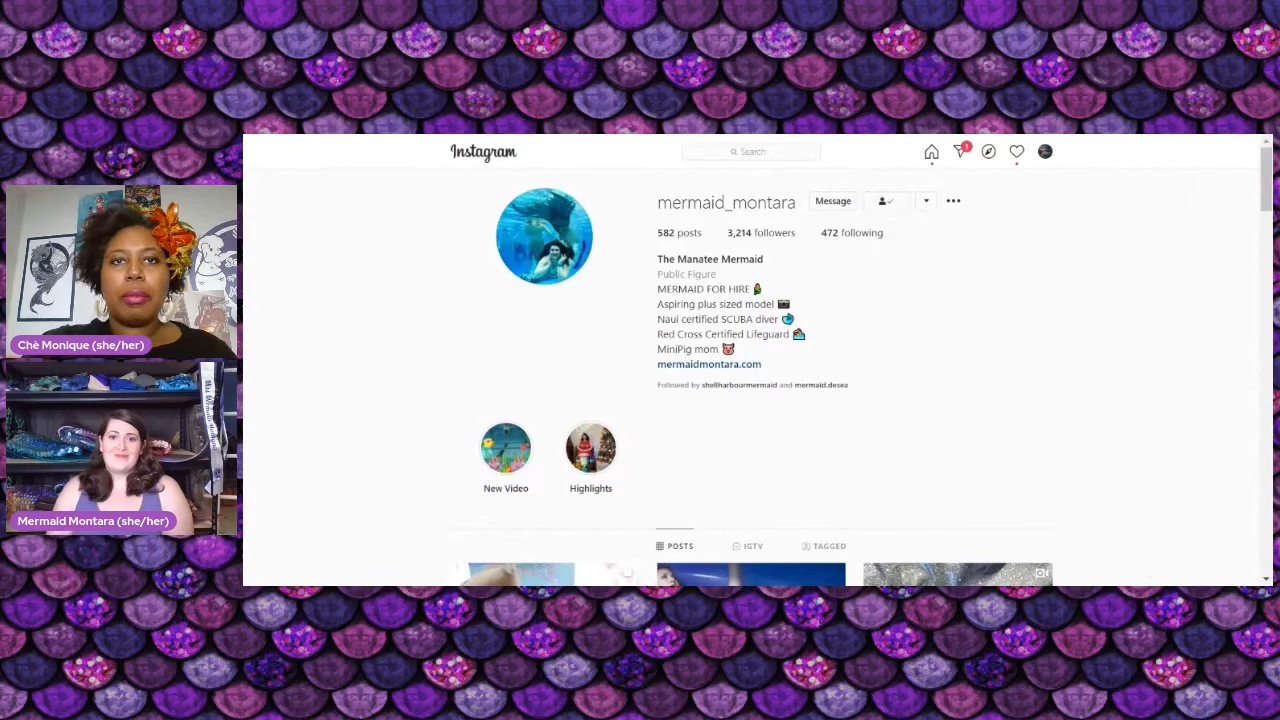 Instagram
Search
1
mermaid_montara
Message
582 posts 3,214 followers 472 following
The Manatee Mermaid
Public Figure
MERMAID FOR HIRE
Aspiring plus sized model
Naui certified SCUBA diver
Red Cross Certified Lifeguard
MiniPig mom
mermaidmontara.com
Followed by shellharbourmermaid and mermaid.desea
New Video
Highlights
POSTS
IGTV
TAGGED
Chè Monique (she/her)
Mermaid Montara (she/her)